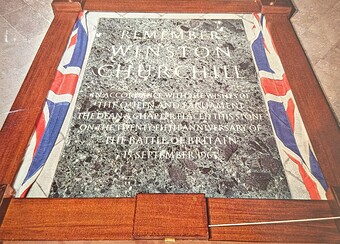 REMEMBER
WINSTON
CHURCHILL
IN ACCORDANCE WITH THE WISHES OF
THE QUEEN AND PARLIAMENT
THE DEAN & CHAPTER PLACED THIS STONE
ON THE TWENTY FIFTH ANNIVERSARY OF
THE BATTLE OF BRITAIN
15 SEPTEMBER 1965